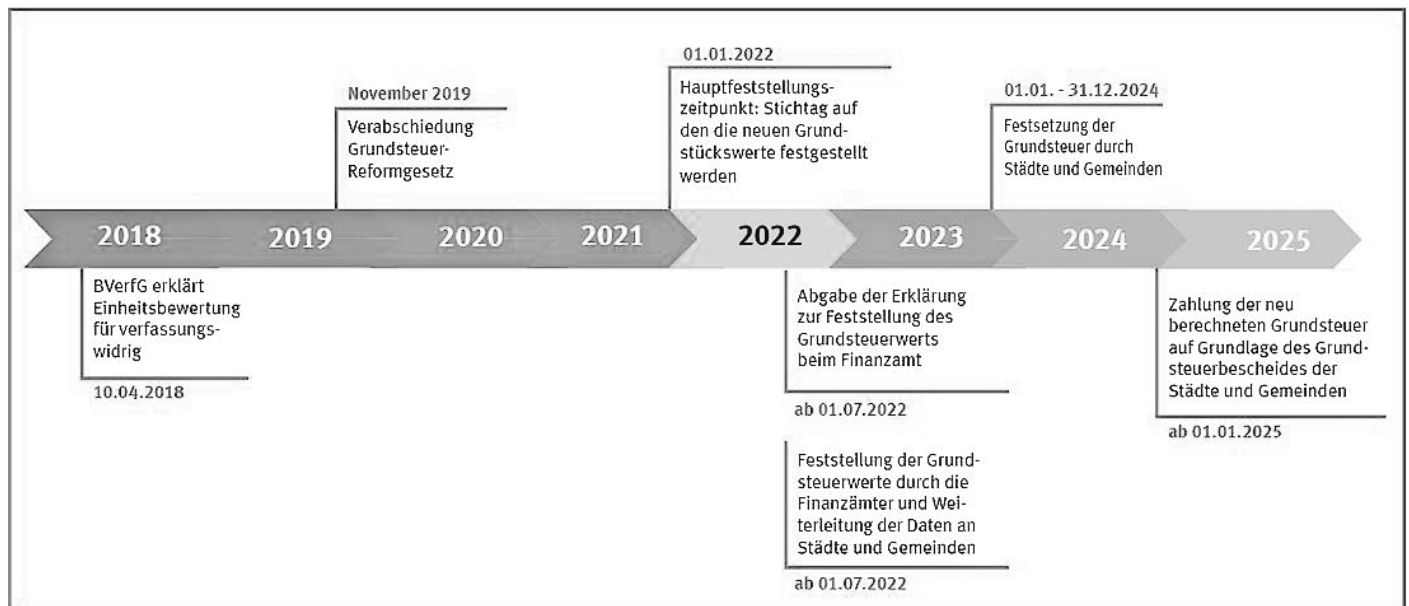 01.01.2022
Hauptfeststellungs-
zeitpunkt: Stichtag auf
den die neuen Grund-
stückswerte festgestellt
werden
November 2019
Verabschiedung
Grundsteuer-
Reformgesetz
01.01. - 31.12.2024
Festsetzung der
Grundsteuer durch
Städte und Gemeinden
2018
2019
2020
2021
2022
2023
2024
2025
BVerfG erklärt
Einheitsbewertung
für verfassungs-
widrig
10.04.2018
Abgabe der Erklärung
zur Feststellung des
Grundsteuerwerts
beim Finanzamt
ab 01.07.2022
Feststellung der Grund-
steuerwerte durch die
Finanzämter und Wei-
terleitung der Daten an
Städte und Gemeinden
ab 01.07.2022
Zahlung der neu
berechneten Grundsteuer
auf Grundlage des Grund-
steuerbescheides der
Städte und Gemeinden
ab 01.01.2025